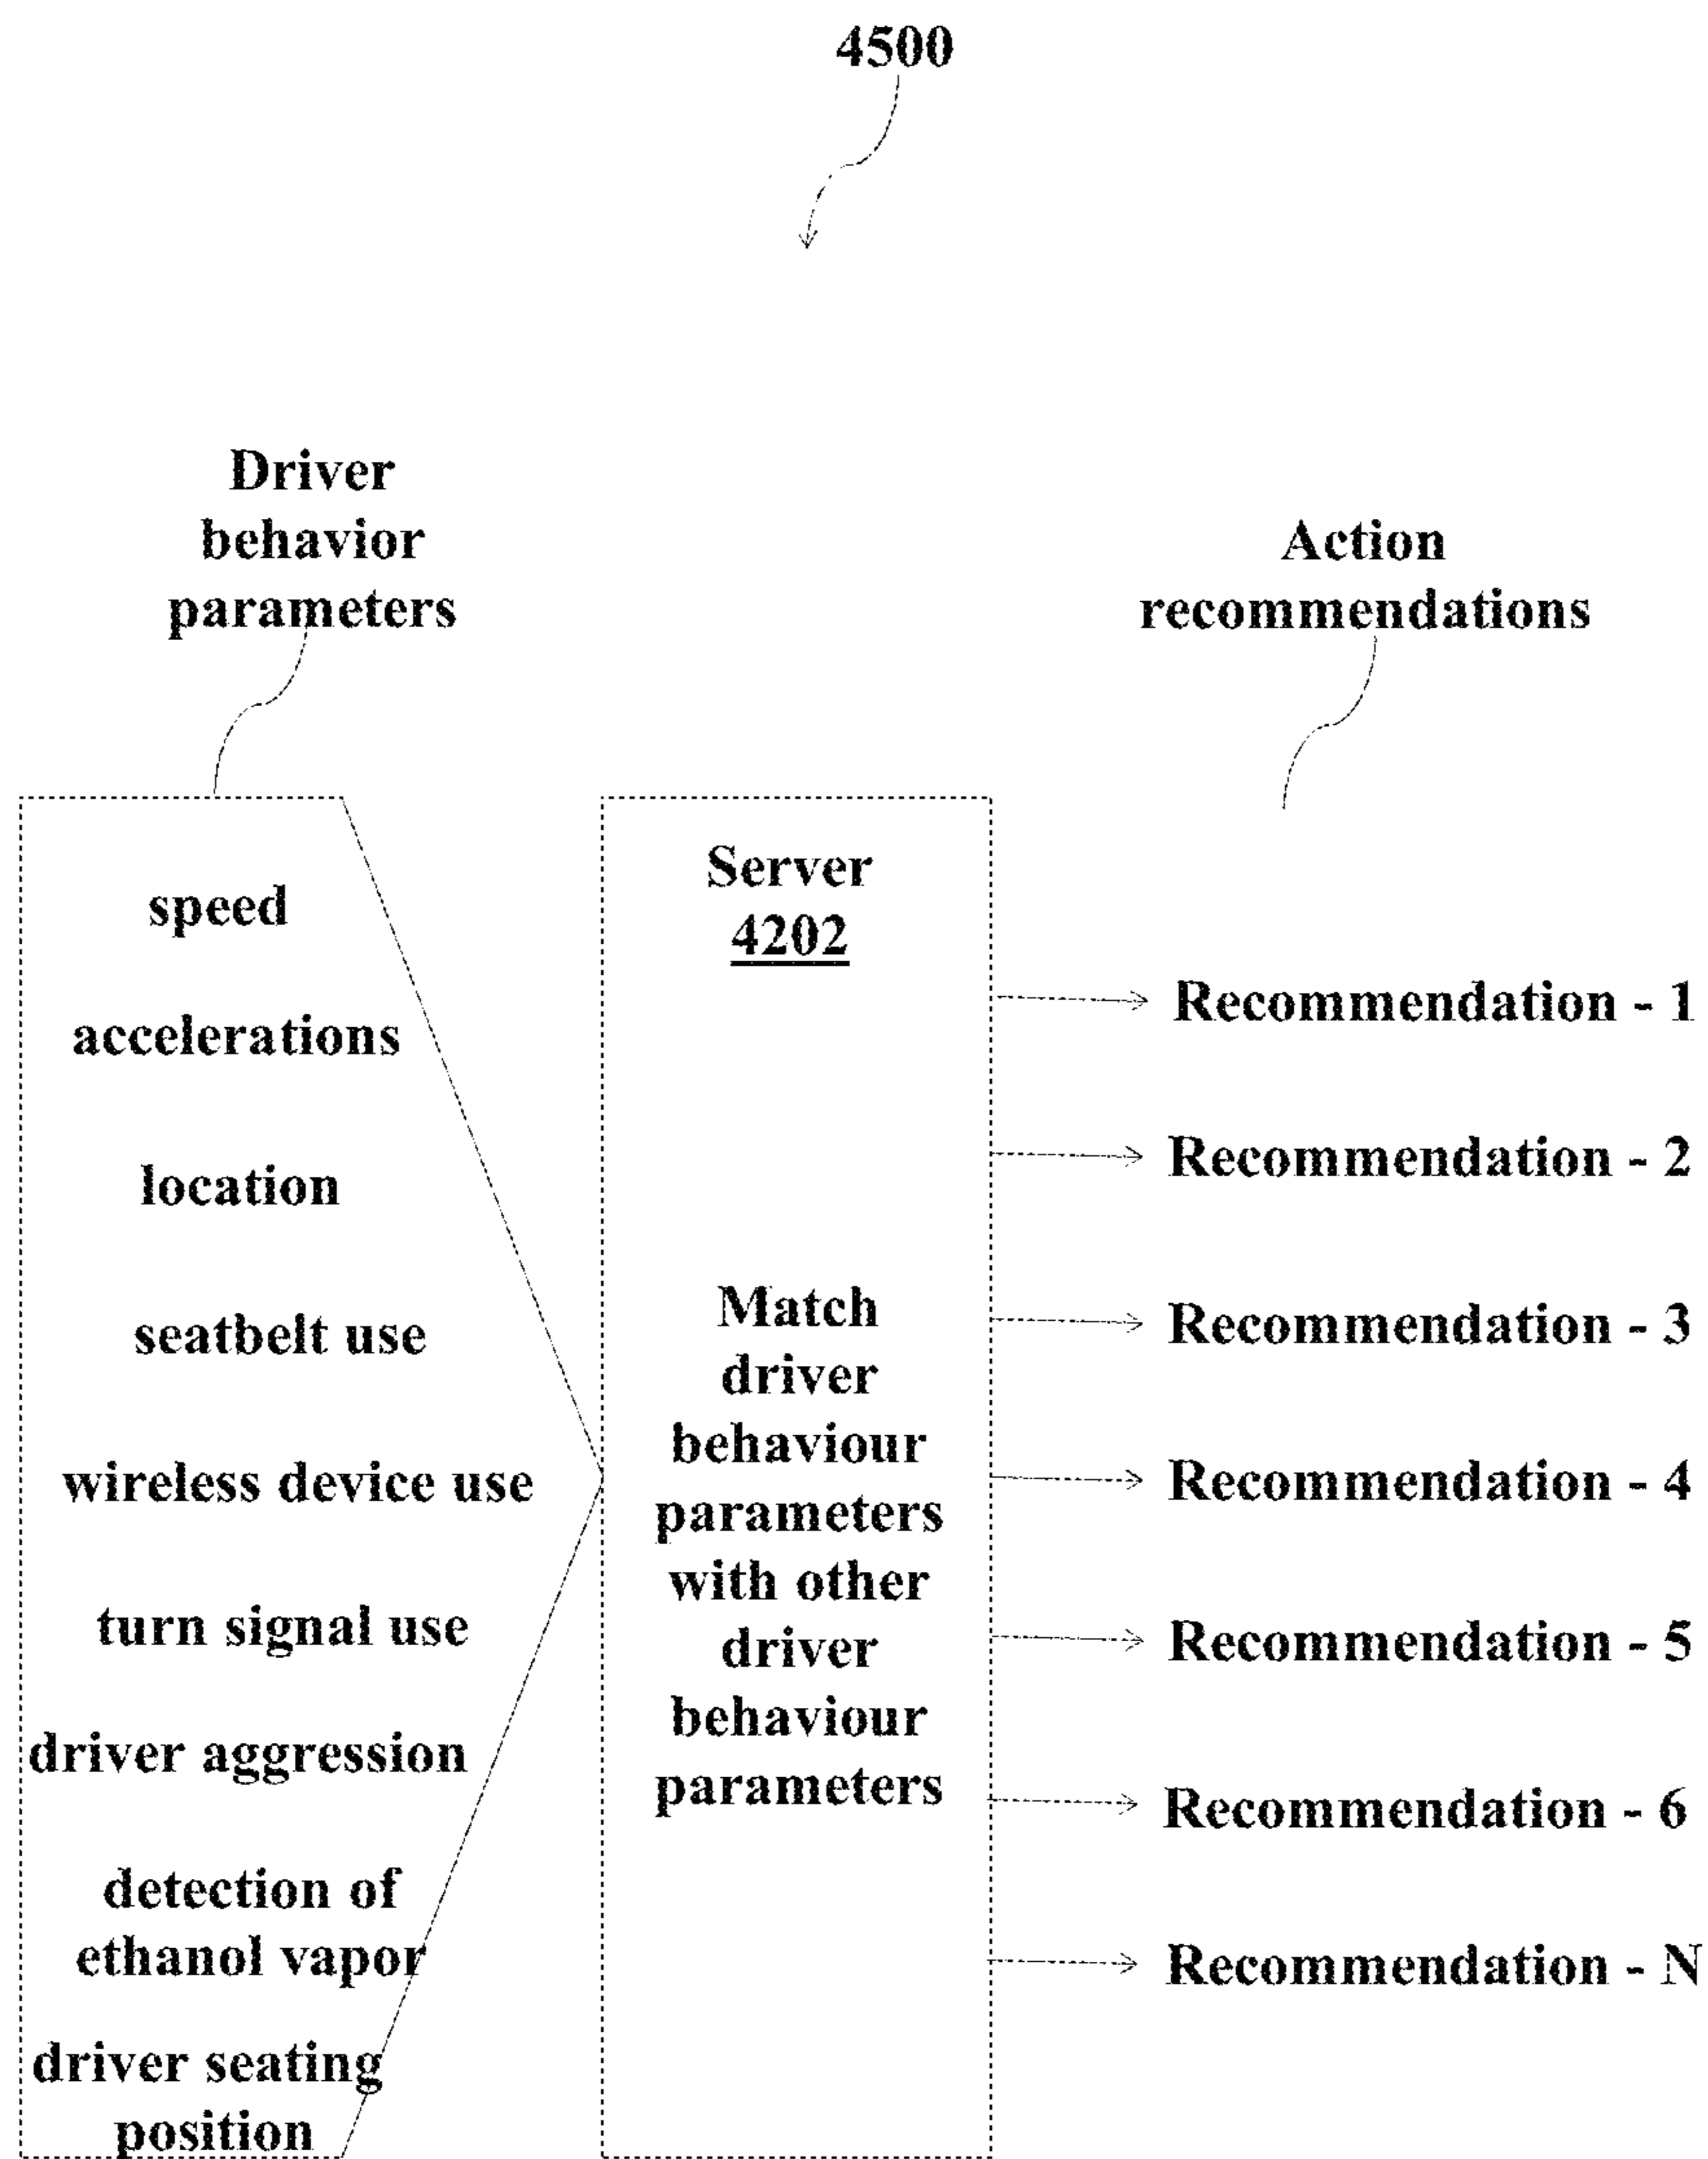 4500
Driver
behavior
parameters
Action
recommendations
speed
accelerations
location
seatbelt use
wireless device use
turn signal use
driver aggression
detection of
ethanol vapor
driver seating
position
Server
4202
Match
driver
behaviour
parameters
with other
driver
behaviour
parameters
Recommendation - 1
Recommendation - 2
Recommendation - 3
Recommendation - 4
Recommendation - 5
Recommendation - 6
Recommendation - N